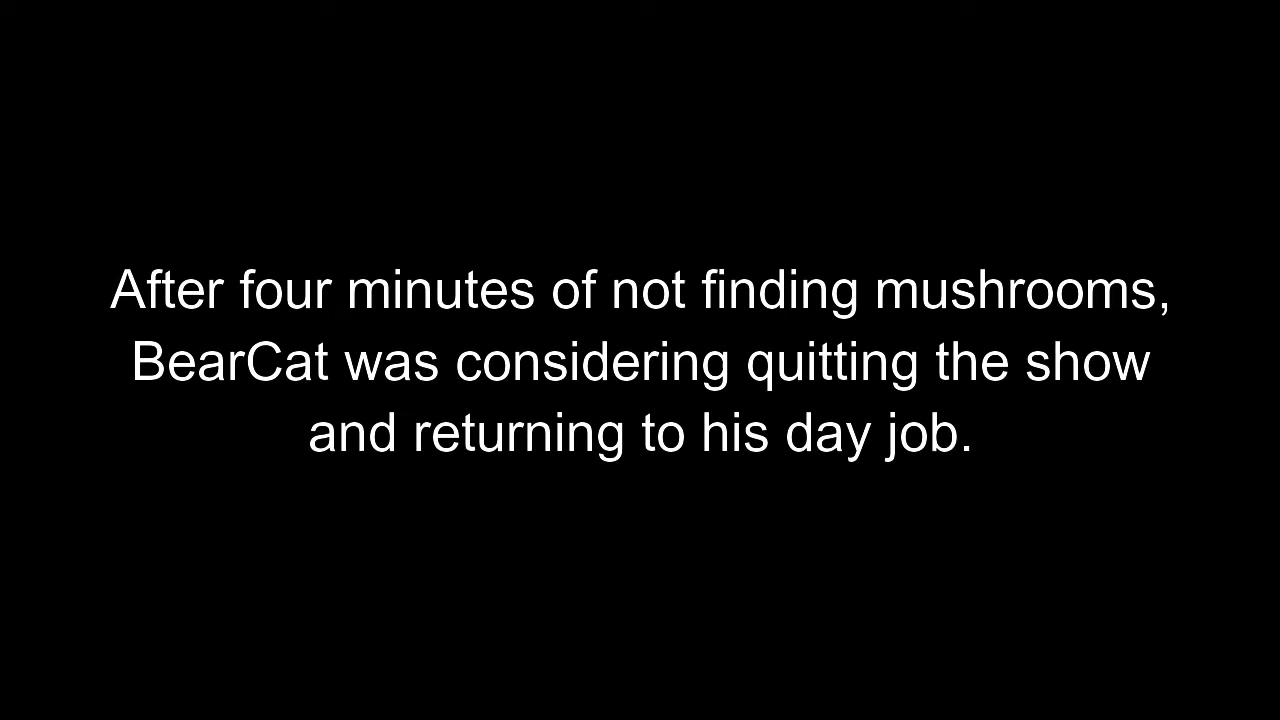 After four minutes of not finding mushrooms,
BearCat was considering quitting the show
and returning to his day job.